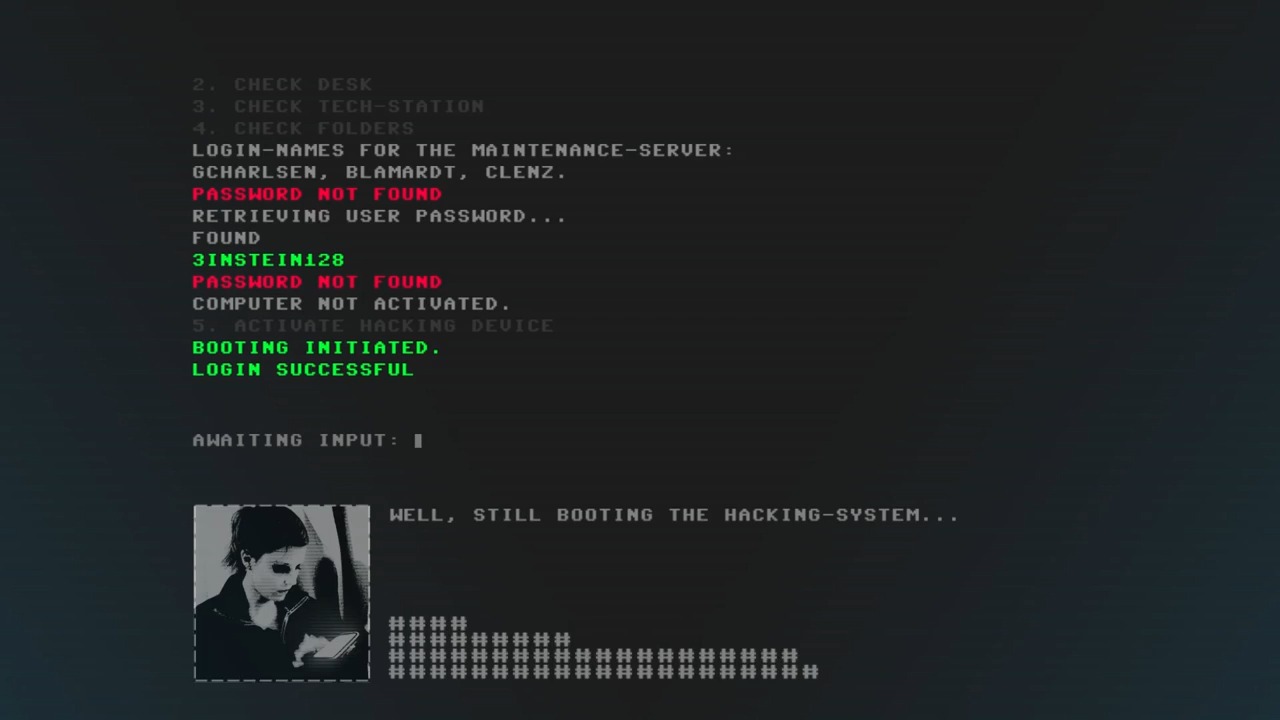 2. CHECK DESK
3. CHECK TECH-STATION
4. CHECK FOLDERS
LOGIN-NAMES FOR THE MAINTENANCE-SERVER:
GCHARLSEN, BLAMARDT, CLENZ.
PASSWORD NOT FOUND
RETRIEVING USER PASSWORD...
FOUND
3INSTEIN128
PASSWORD NOT FOUND
COMPUTER NOT ACTIVATED.
5. ACTIVATE HACKING DEVICE
BOOTING INITIATED.
LOGIN SUCCESSFUL
AWAITING INPUT:
WELL, STILL BOOTING THE HACKING-SYSTEM...
####
#########
####################
#####################